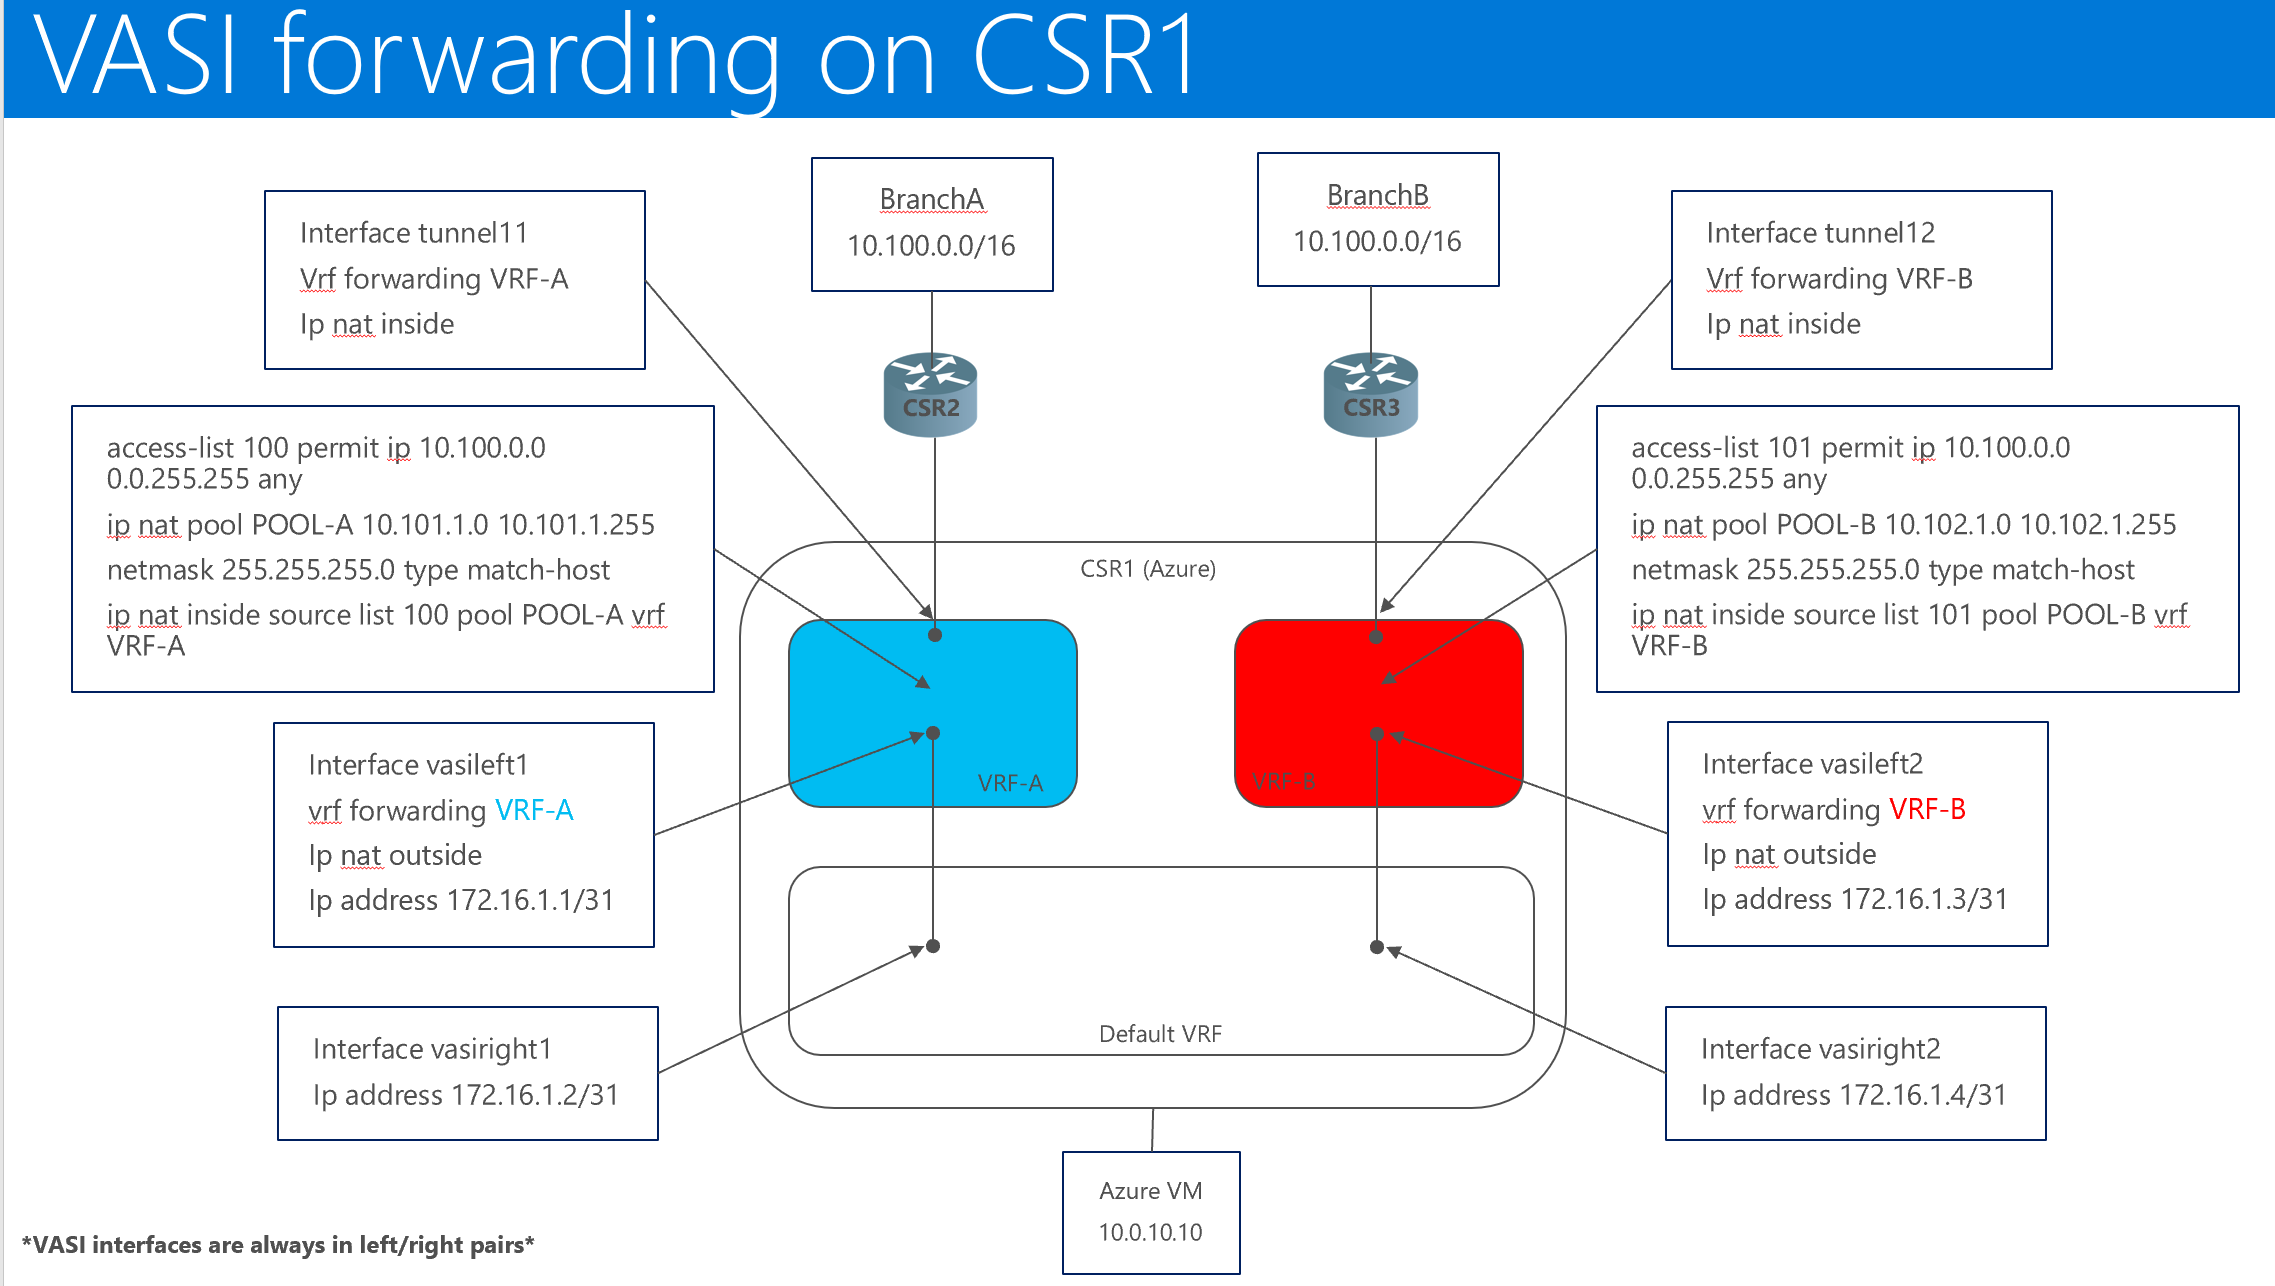 VASI forwarding on CSR1
BranchA
10.100.0.0/16
BranchB
10.100.0.0/16
Interface tunnel11
Vrf forwarding VRF-A
Ip nat inside
Interface tunnel12
Vrf forwarding VRF-B
Ip nat inside
CSR2
CSR3
access-list 100 permit ip 10.100.0.0
0.0.255.255 any
ip nat pool POOL-A 10.101.1.0 10.101.1.255
netmask 255.255.255.0 type match-host
ip nat inside source list 100 pool POOL-A vrf
VRF-A
access-list 101 permit ip 10.100.0.0
0.0.255.255 any
ip nat pool POOL-B 10.102.1.0 10.102.1.255
netmask 255.255.255.0 type match-host
ip nat inside source list 101 pool POOL-B vrf
VRF-B
CSR1 (Azure)
VRF-A
VRF-B
Interface vasileft1
vrf forwarding VRF-A
Ip nat outside
Ip address 172.16.1.1/31
Interface vasileft2
vrf forwarding VRF-B
Ip nat outside
Ip address 172.16.1.3/31
Default VRF
Interface vasiright1
Ip address 172.16.1.2/31
Interface vasiright2
Ip address 172.16.1.4/31
Azure VM
10.0.10.10
*VASI interfaces are always in left/right pairs*